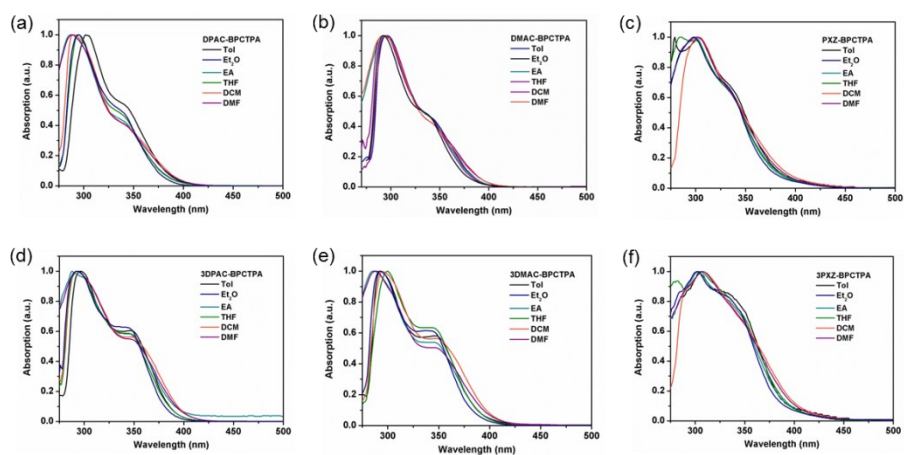 (a)
DPAC-BPCTPA
Tol
Et₂O
EA
THF
DCM
DMF
Absorption (a.u.)
1.0
0.8
0.6
0.4
0.2
0.0
300 350 400 450 500
Wavelength (nm)
(b)
DMAC-BPCTPA
Tol
Et₂O
EA
THF
DCM
DMF
Absorption (a.u.)
1.0
0.8
0.6
0.4
0.2
0.0
300 350 400 450 500
Wavelength (nm)
(c)
PXZ-BPCTPA
Tol
Et₂O
EA
THF
DCM
DMF
Absorption (a.u.)
1.0
0.8
0.6
0.4
0.2
0.0
300 350 400 450 500
Wavelength (nm)
(d)
3DPAC-BPCTPA
Tol
Et₂O
EA
THF
DCM
DMF
Absorption (a.u.)
1.0
0.8
0.6
0.4
0.2
0.0
300 350 400 450 500
Wavelength (nm)
(e)
3DMAC-BPCTPA
Tol
Et₂O
EA
THF
DCM
DMF
Absorption (a.u.)
1.0
0.8
0.6
0.4
0.2
0.0
300 350 400 450 500
Wavelength (nm)
(f)
3PXZ-BPCTPA
Tol
Et₂O
EA
THF
DCM
DMF
Absorption (a.u.)
1.0
0.8
0.6
0.4
0.2
0.0
300 350 400 450 500
Wavelength (nm)